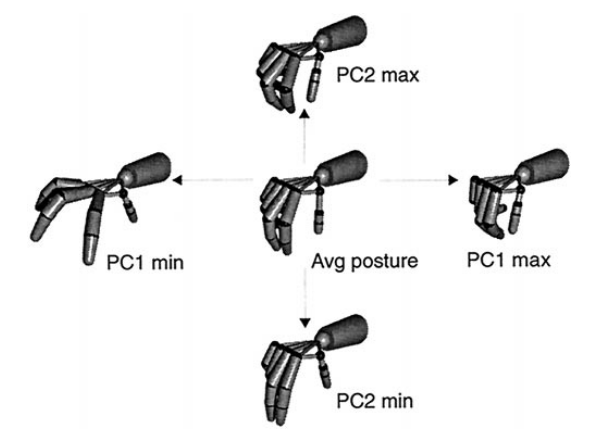 PC2 max
PC1 min
Avg posture
PC1 max
PC2 min